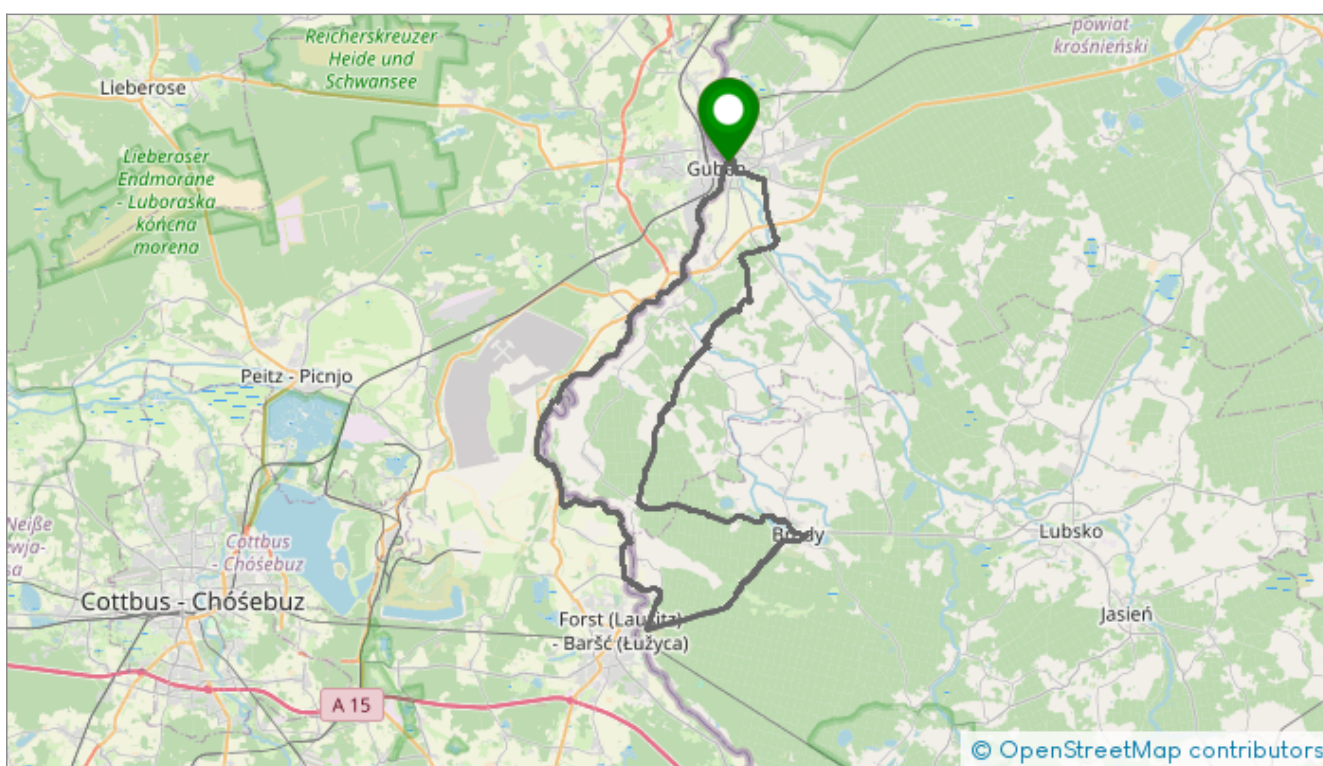 Reicherskreuzer
Heide und
Schwansee
powiat
krośnieński
Lieberose
Lieberoser
Endmoräne
- Luboraska
kóńcna
morena
Guben
Peitz - Picnjo
Neiße
Cottbus
- Chóśebuz
Brody
Lubsko
Cottbus - Chóśebuz
Forst (Lausitz)
- Baršć (Łužyca)
Jasień
A 15
© OpenStreetMap contributors